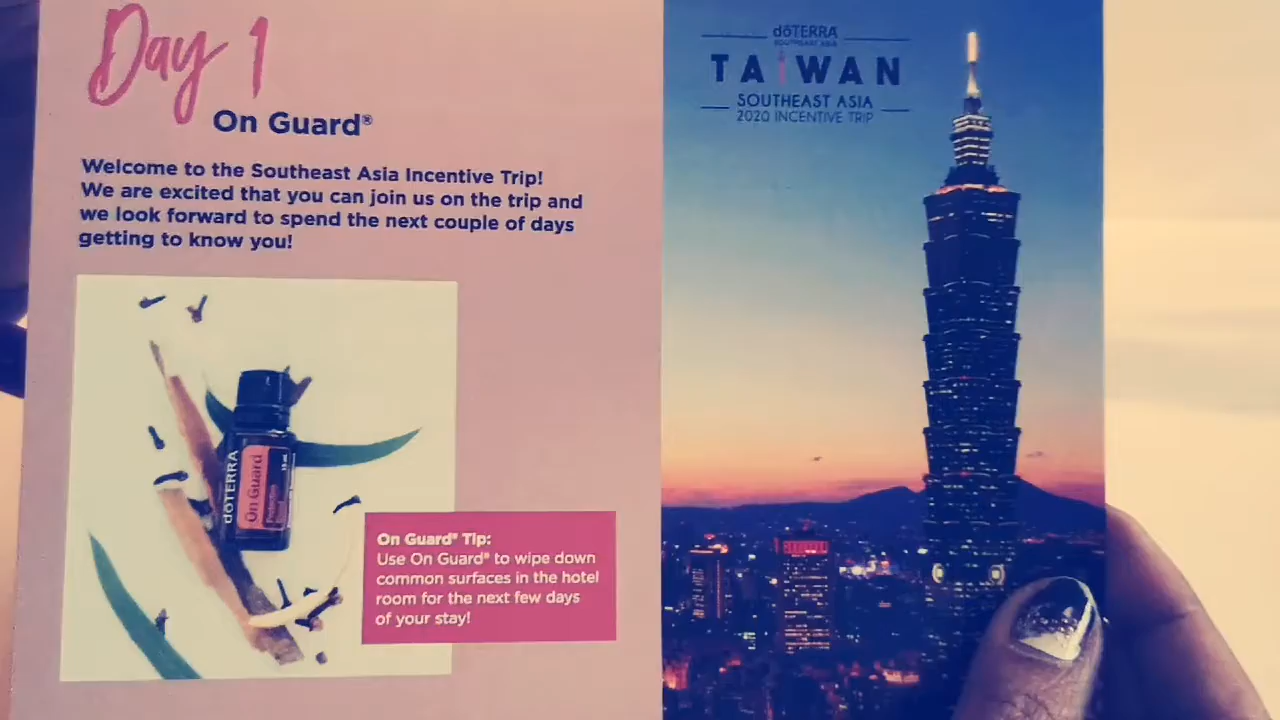 Day 1
On Guard®
Welcome to the Southeast Asia Incentive Trip!
We are excited that you can join us on the trip and
we look forward to spend the next couple of days
getting to know you!
dōTERRA
On Guard
On Guard® Tip:
Use On Guard® to wipe down
common surfaces in the hotel
room for the next few days
of your stay!
dōTERRA
SOUTHEAST ASIA
TAIWAN
SOUTHEAST ASIA
2020 INCENTIVE TRIP